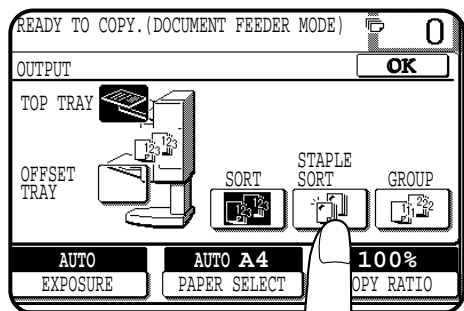 READY TO COPY.(DOCUMENT FEEDER MODE) 0
OUTPUT OK
TOP TRAY
OFFSET TRAY
SORT
STAPLE SORT
GROUP
AUTO
EXPOSURE
AUTO A4
PAPER SELECT
100%
OPY RATIO